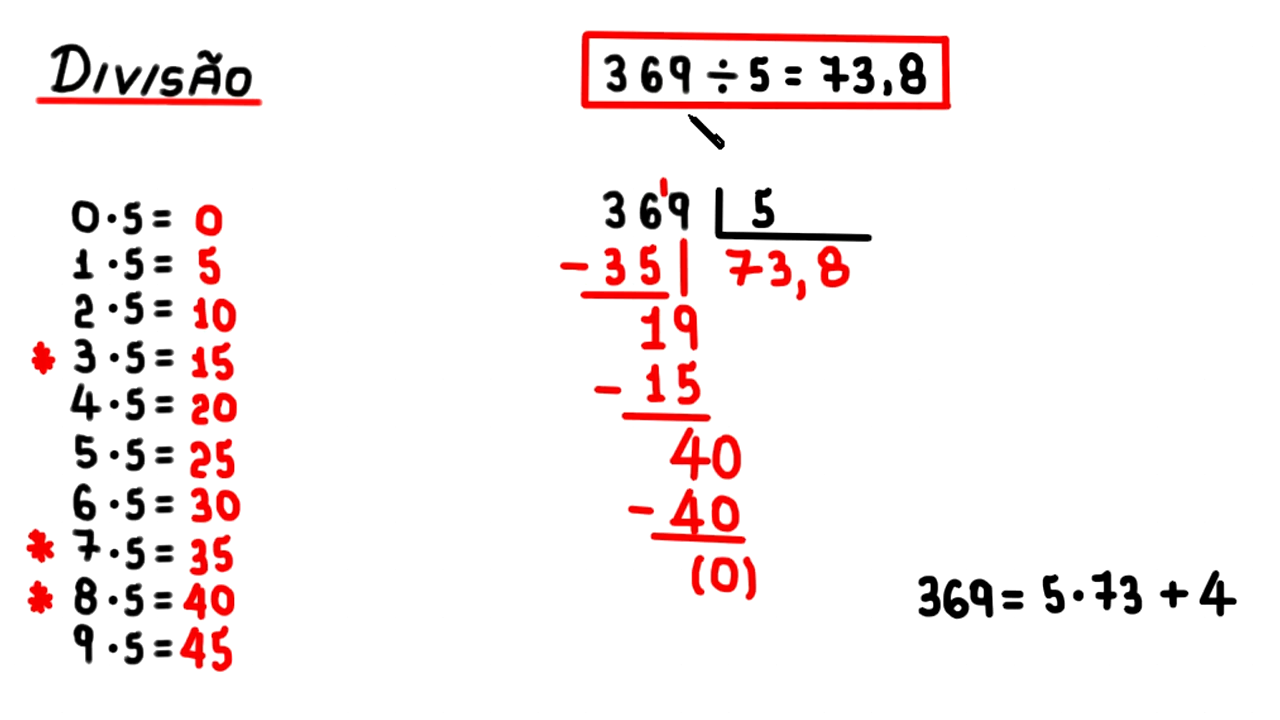 DIVISÃO
369 ÷ 5 = 73,8
0·5= 0
1·5= 5
2·5= 10
* 3·5= 15
4·5= 20
5·5= 25
6·5= 30
* 7·5= 35
* 8·5= 40
9·5= 45
36'9 | 5
-35| 73,8
19
- 15
40
- 40
(0)
369= 5·73 + 4